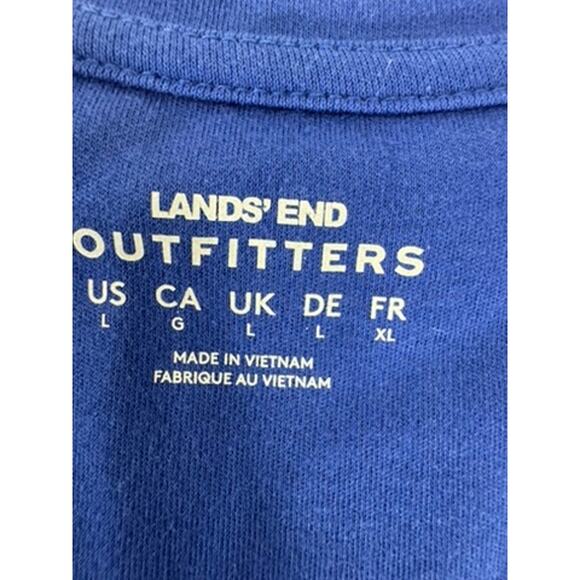 LANDS' END
OUTFITTERS
US CA UK DE FR
L G L L XL
MADE IN VIETNAM
FABRIQUE AU VIETNAM